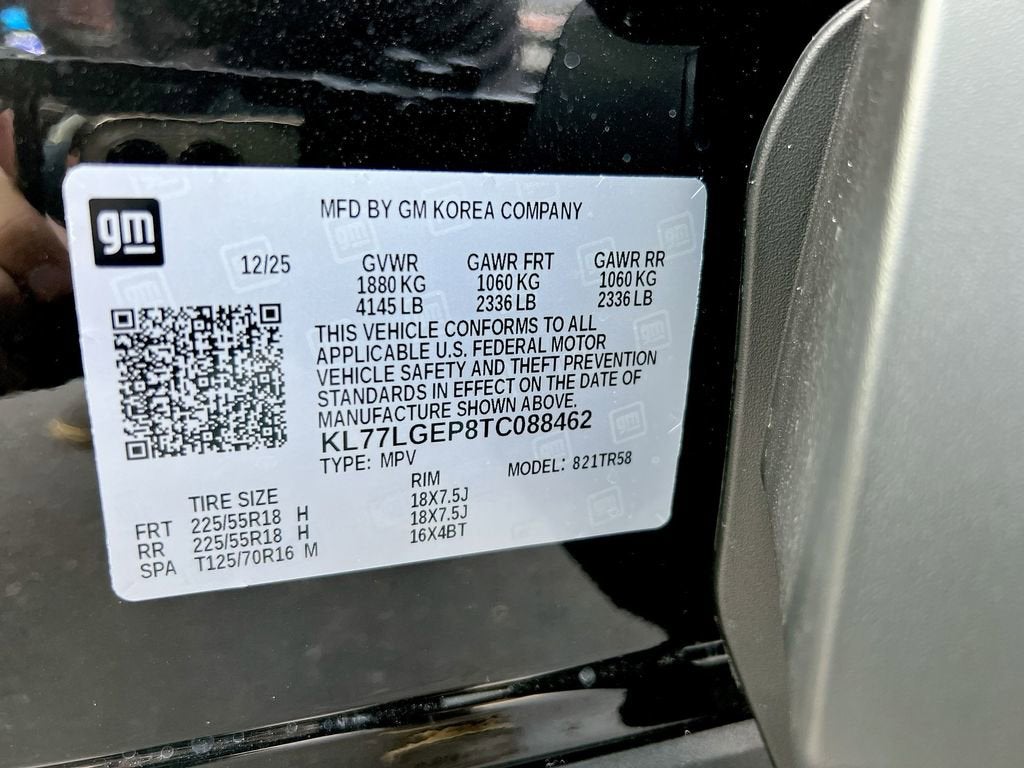 gm
MFD BY GM KOREA COMPANY
12/25 GVWR GAWR FRT GAWR RR
1880 KG 1060 KG 1060 KG
4145 LB 2336 LB 2336 LB
THIS VEHICLE CONFORMS TO ALL
APPLICABLE U.S. FEDERAL MOTOR
VEHICLE SAFETY AND THEFT PREVENTION
STANDARDS IN EFFECT ON THE DATE OF
MANUFACTURE SHOWN ABOVE.
KL77LGEP8TC088462
TYPE: MPV MODEL: 821TR58
TIRE SIZE RIM
FRT 225/55R18 H 18X7.5J
RR 225/55R18 H 18X7.5J
SPA T125/70R16 M 16X4BT